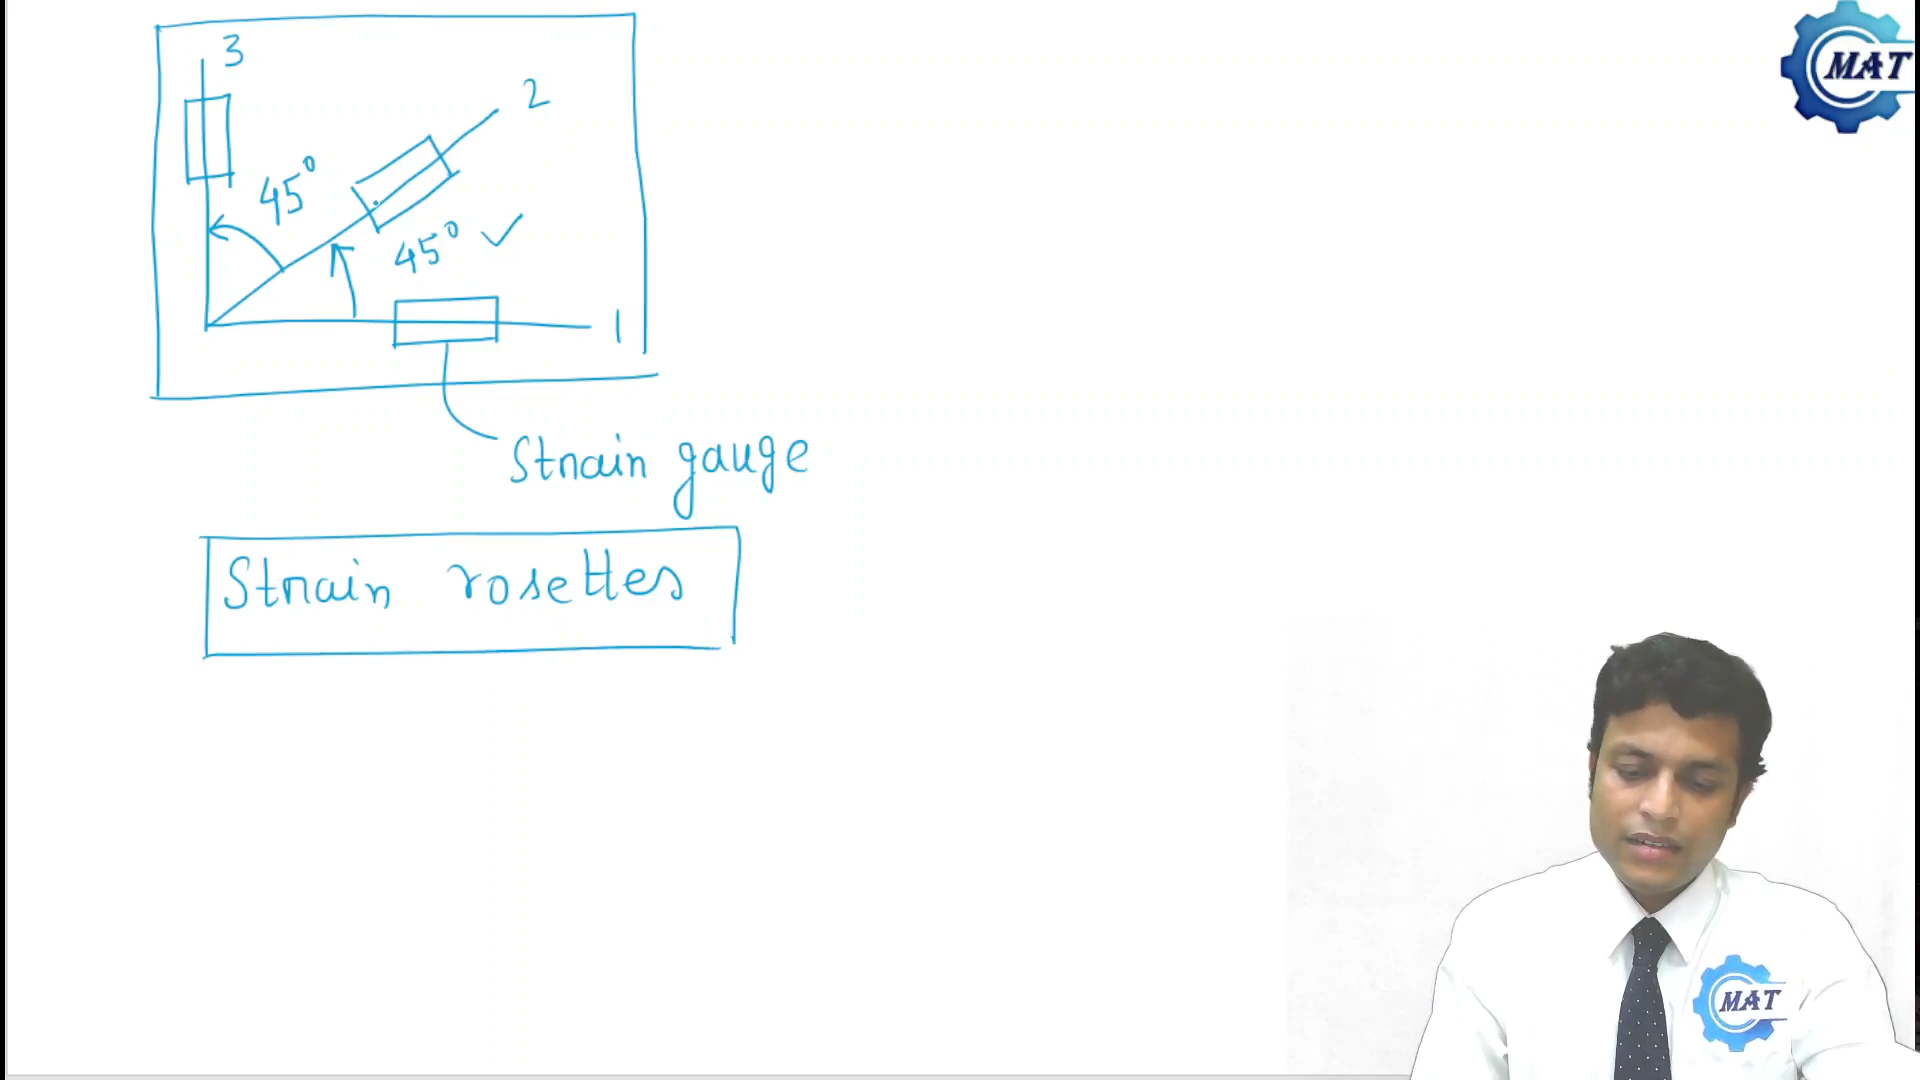 3
2
45°
45° ✓
1
Strain gauge
Strain rosettes
MAT
MAT